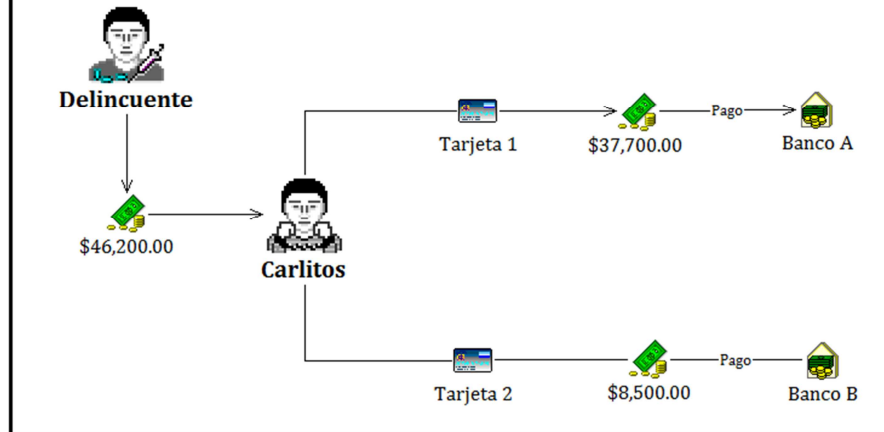 Delincuente
$46,200.00
Carlitos
Tarjeta 1
$37,700.00
Pago
Banco A
Tarjeta 2
$8,500.00
Pago
Banco B